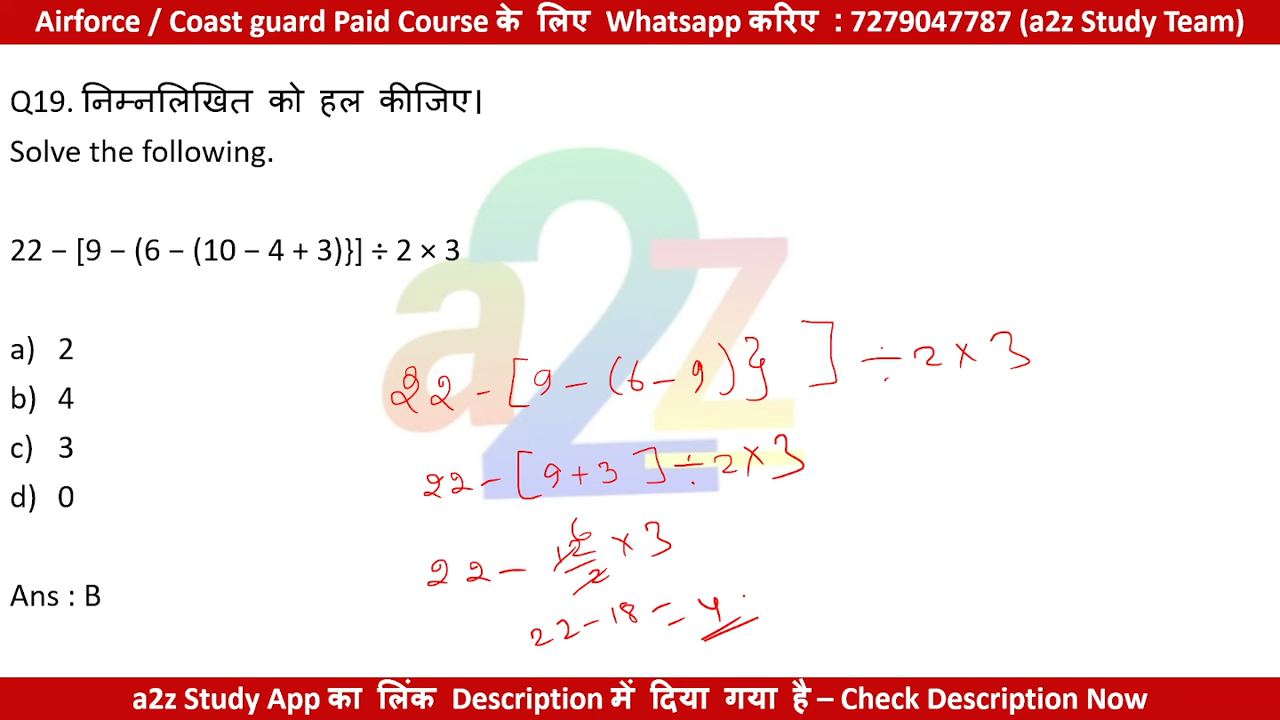 Airforce / Coast guard Paid Course के लिए Whatsapp करिए : 7279047787 (a2z Study Team)
Q19. निम्नलिखित को हल कीजिए।
Solve the following.
22 − [9 − (6 − (10 − 4 + 3)}] ÷ 2 × 3
a) 2
b) 4
c) 3
d) 0
Ans : B
a2z
22 - [9 - (6 - 9)} ] ÷ 2 × 3
22 - [9 + 3] ÷ 2 × 3
6
22 - 12/2 × 3
22 - 18 = 4
a2z Study App का लिंक Description में दिया गया है – Check Description Now